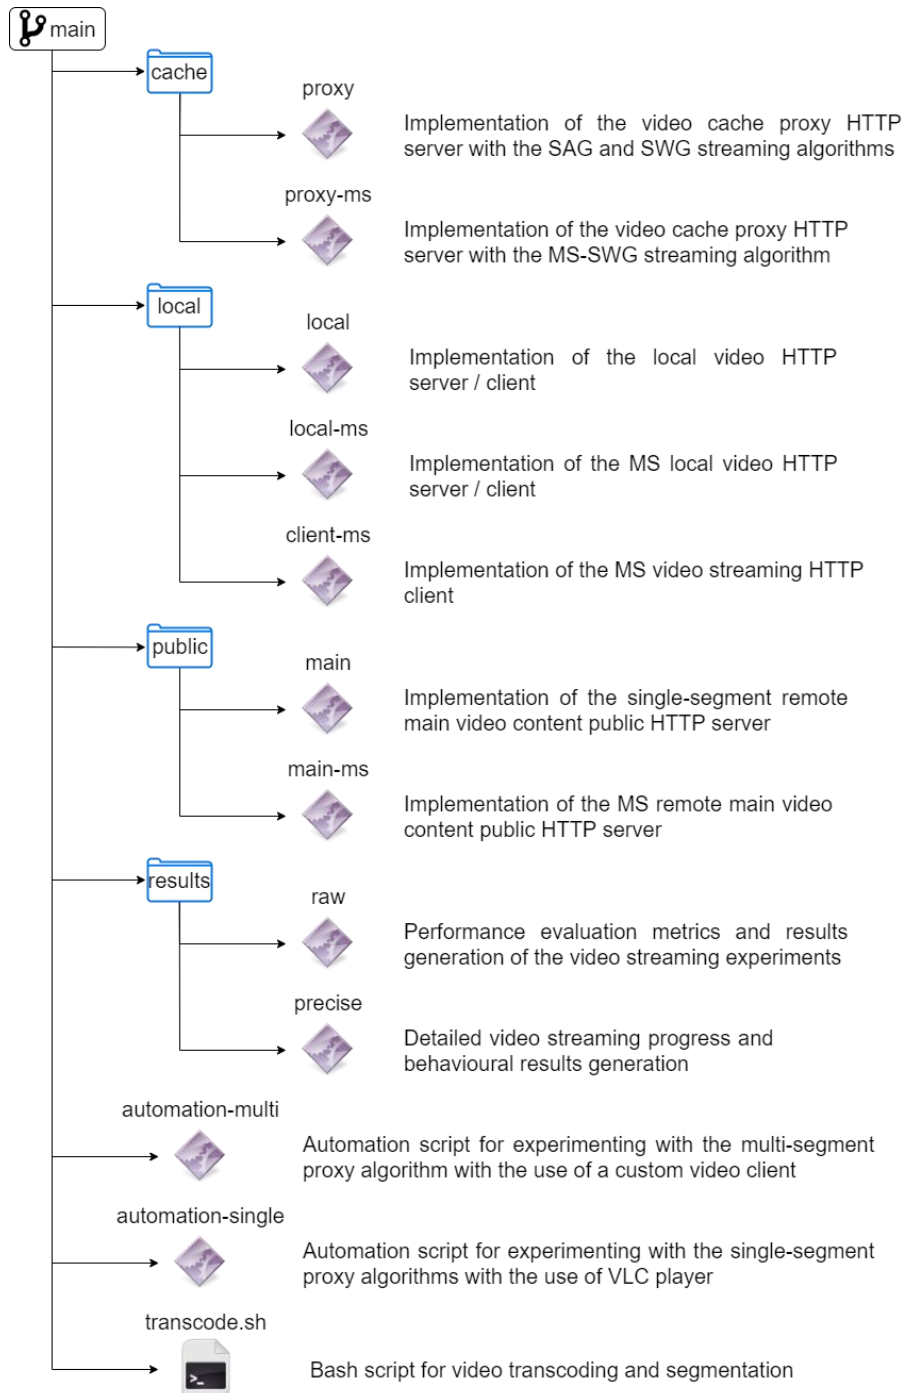 main
cache
proxy
Implementation of the video cache proxy HTTP
server with the SAG and SWG streaming algorithms
proxy-ms
Implementation of the video cache proxy HTTP
server with the MS-SWG streaming algorithm
local
local
Implementation of the local video HTTP
server / client
local-ms
Implementation of the MS local video HTTP
server / client
client-ms
Implementation of the MS video streaming HTTP
client
public
main
Implementation of the single-segment remote
main video content public HTTP server
main-ms
Implementation of the MS remote main video
content public HTTP server
results
raw
Performance evaluation metrics and results
generation of the video streaming experiments
precise
Detailed video streaming progress and
behavioural results generation
automation-multi
Automation script for experimenting with the multi-segment
proxy algorithm with the use of a custom video client
automation-single
Automation script for experimenting with the single-segment
proxy algorithms with the use of VLC player
transcode.sh
Bash script for video transcoding and segmentation